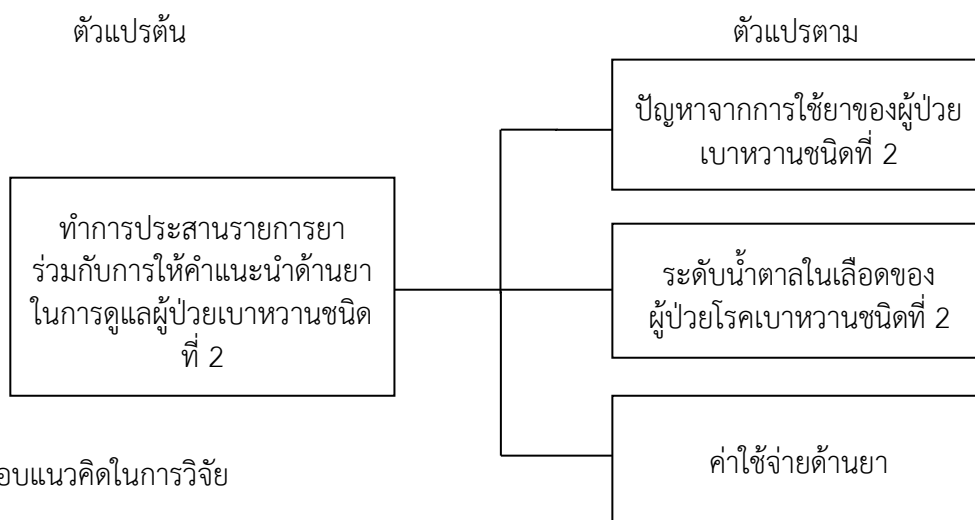 ตัวแปรต้น
ตัวแปรตาม
ทำการประสานรายการยา
ร่วมกับการให้คำแนะนำด้านยา
ในการดูแลผู้ป่วยเบาหวานชนิด
ที่ 2
ปัญหาจากการใช้ยาของผู้ป่วย
เบาหวานชนิดที่ 2
ระดับน้ำตาลในเลือดของ
ผู้ป่วยโรคเบาหวานชนิดที่ 2
ค่าใช้จ่ายด้านยา
อบแนวคิดในการวิจัย